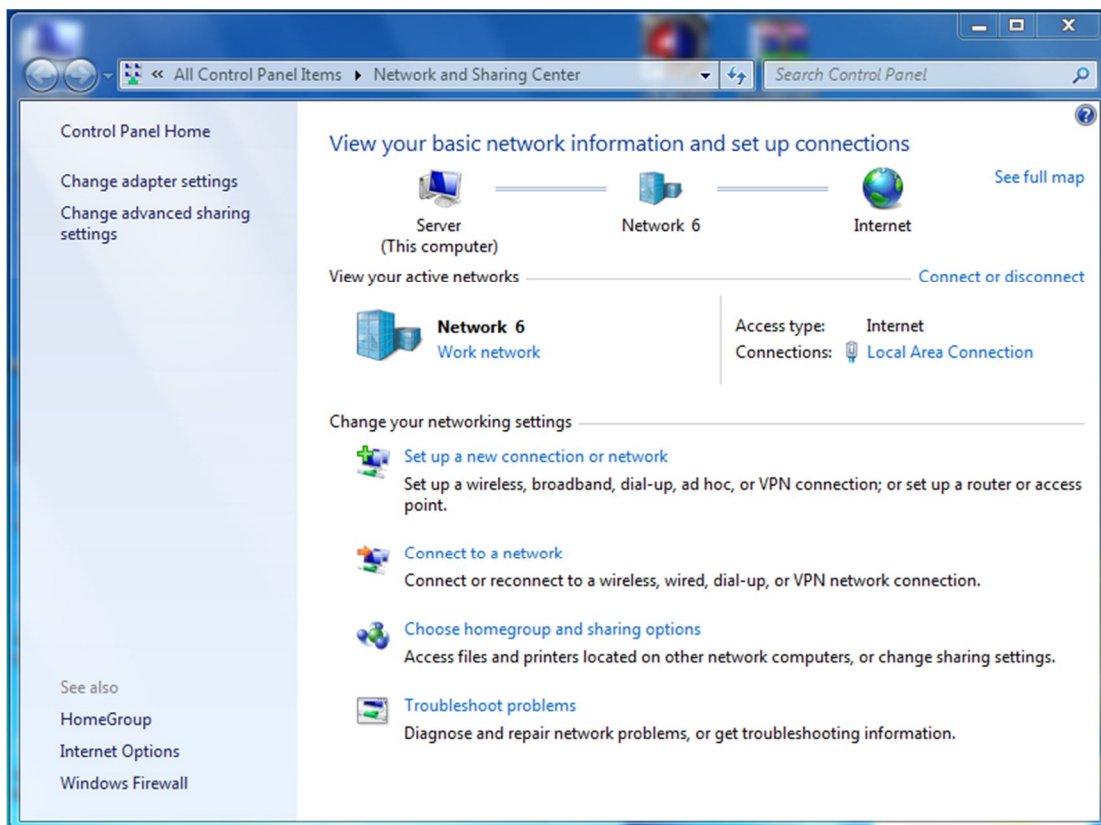 « All Control Panel Items ▸ Network and Sharing Center
Search Control Panel
Control Panel Home
Change adapter settings
Change advanced sharing
settings
See also
HomeGroup
Internet Options
Windows Firewall
View your basic network information and set up connections
See full map
Server
(This computer)
Network 6
Internet
View your active networks
Connect or disconnect
Network 6
Work network
Access type: Internet
Connections: Local Area Connection
Change your networking settings
Set up a new connection or network
Set up a wireless, broadband, dial-up, ad hoc, or VPN connection; or set up a router or access
point.
Connect to a network
Connect or reconnect to a wireless, wired, dial-up, or VPN network connection.
Choose homegroup and sharing options
Access files and printers located on other network computers, or change sharing settings.
Troubleshoot problems
Diagnose and repair network problems, or get troubleshooting information.